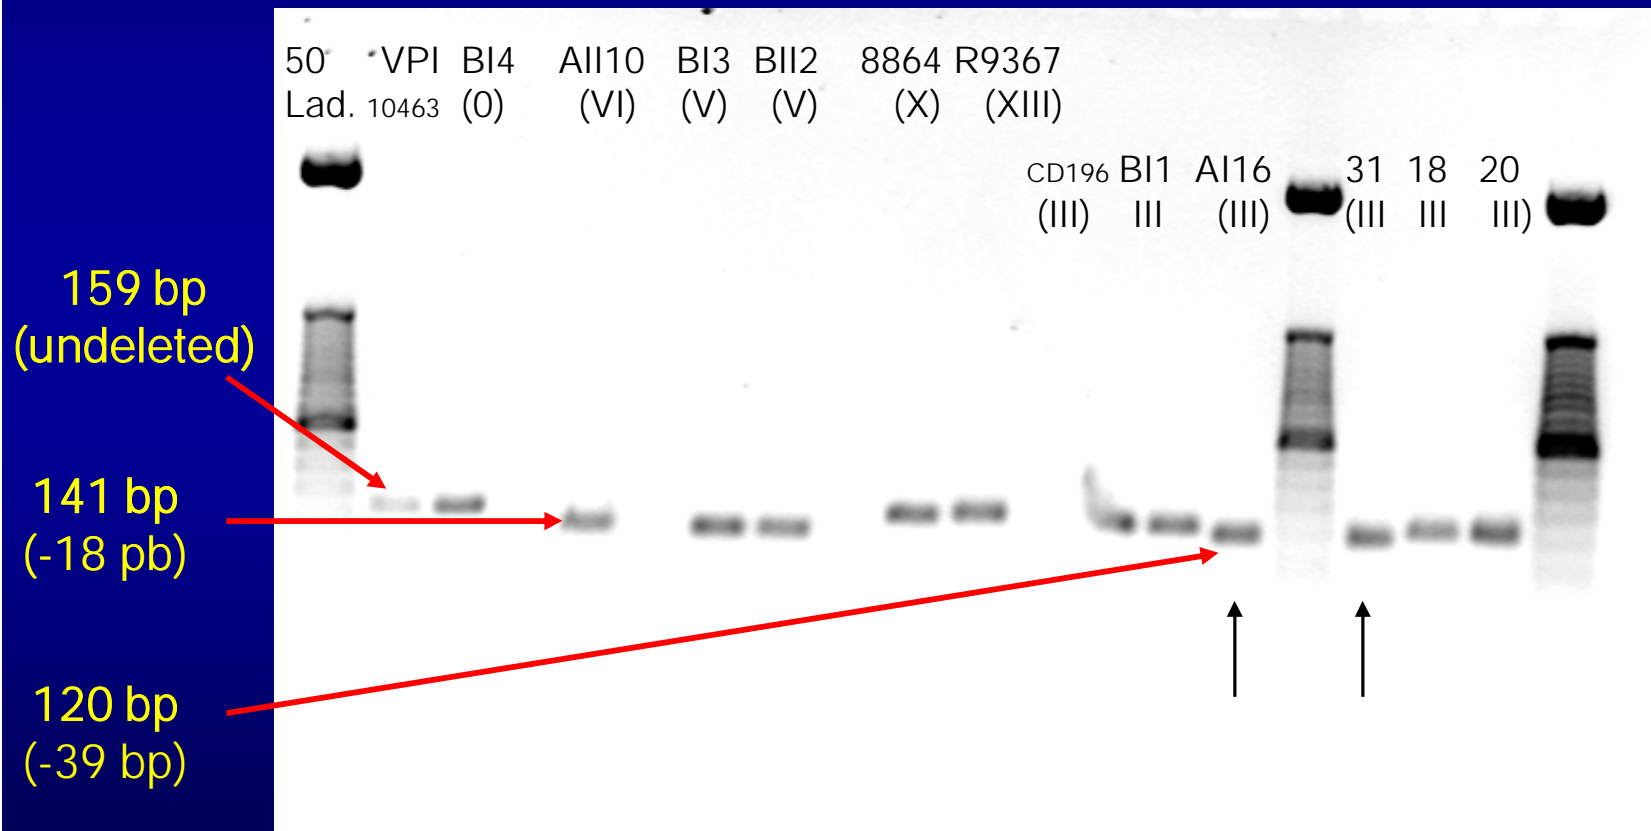 50 VPI BI4 AII10 BI3 BII2 8864 R9367
Lad. 10463 (0) (VI) (V) (V) (X) (XIII)
CD196 BI1 AI16 31 18 20
(III) III (III) (III III III)
159 bp
(undeleted)
141 bp
(-18 pb)
120 bp
(-39 bp)